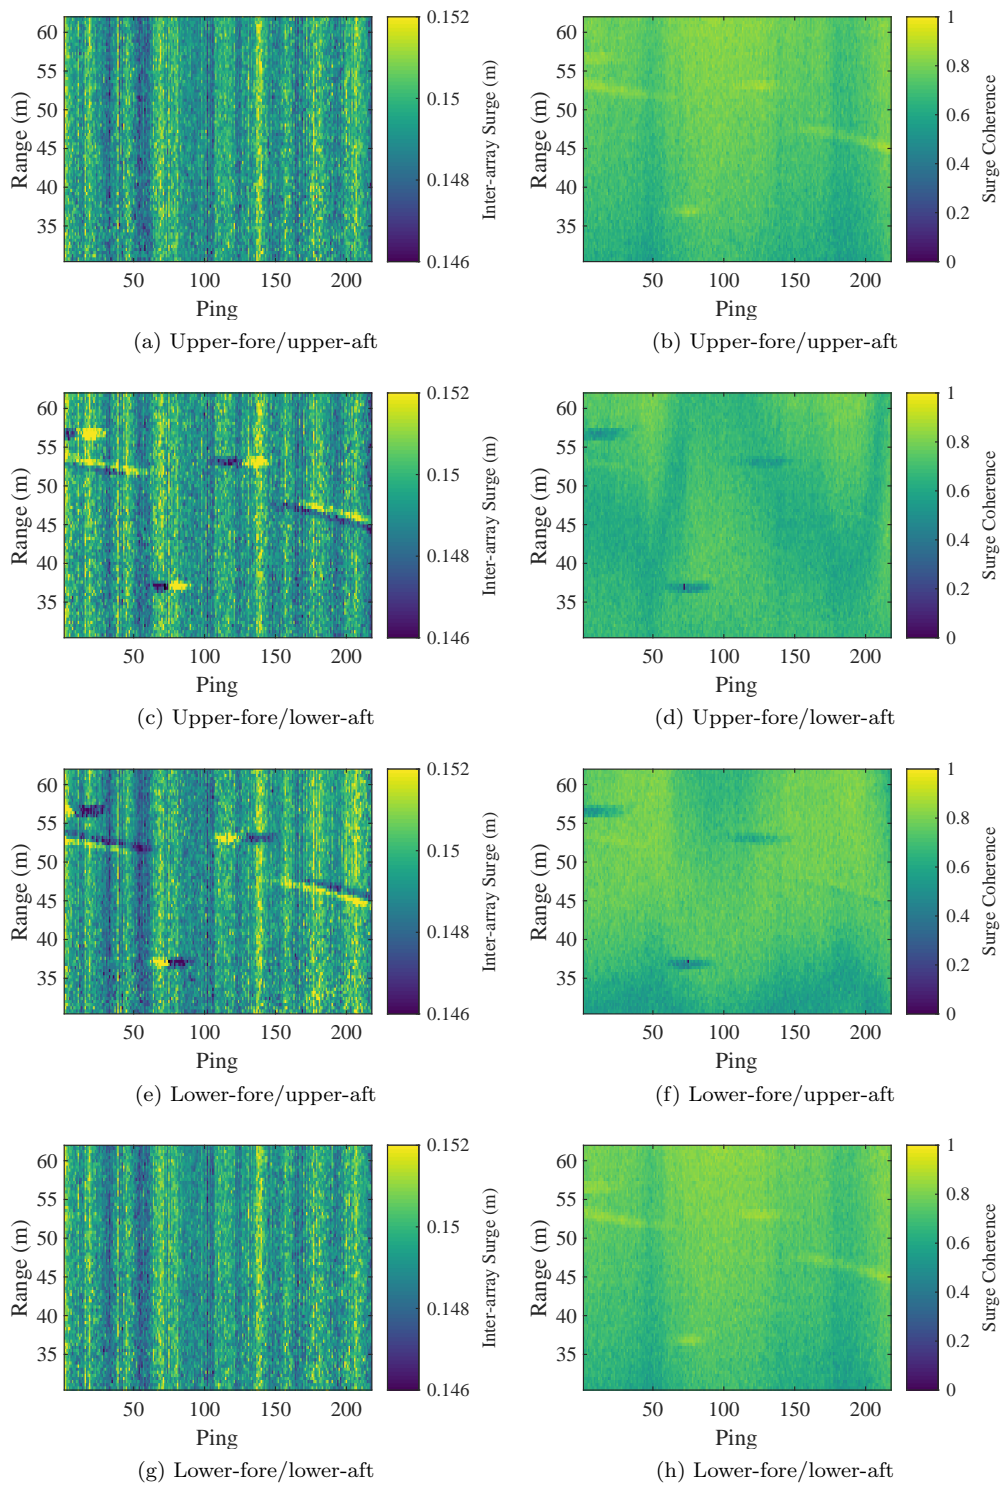 60
55
50
45
40
35
Range (m)
50 100 150 200
Ping
0.152
0.15
0.148
0.146
Inter-array Surge (m)
(a) Upper-fore/upper-aft
60
55
50
45
40
35
Range (m)
50 100 150 200
Ping
1
0.8
0.6
0.4
0.2
0
Surge Coherence
(b) Upper-fore/upper-aft
60
55
50
45
40
35
Range (m)
50 100 150 200
Ping
0.152
0.15
0.148
0.146
Inter-array Surge (m)
(c) Upper-fore/lower-aft
60
55
50
45
40
35
Range (m)
50 100 150 200
Ping
1
0.8
0.6
0.4
0.2
0
Surge Coherence
(d) Upper-fore/lower-aft
60
55
50
45
40
35
Range (m)
50 100 150 200
Ping
0.152
0.15
0.148
0.146
Inter-array Surge (m)
(e) Lower-fore/upper-aft
60
55
50
45
40
35
Range (m)
50 100 150 200
Ping
1
0.8
0.6
0.4
0.2
0
Surge Coherence
(f) Lower-fore/upper-aft
60
55
50
45
40
35
Range (m)
50 100 150 200
Ping
0.152
0.15
0.148
0.146
Inter-array Surge (m)
(g) Lower-fore/lower-aft
60
55
50
45
40
35
Range (m)
50 100 150 200
Ping
1
0.8
0.6
0.4
0.2
0
Surge Coherence
(h) Lower-fore/lower-aft